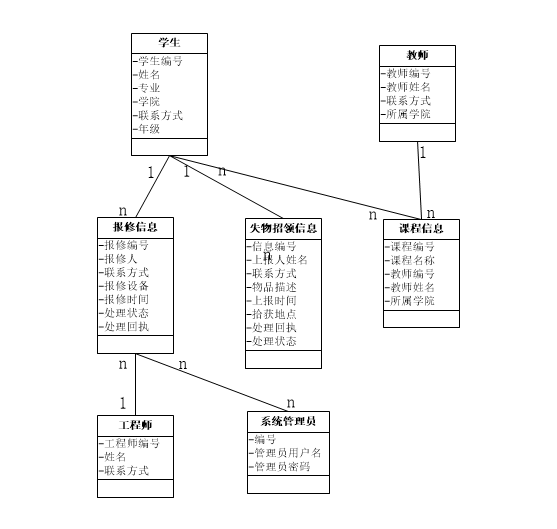 学生
-学生编号
-姓名
-专业
-学院
-联系方式
-年级
教师
-教师编号
-教师姓名
-联系方式
-所属学院
1
1
n
1
n
n
n
报修信息
-报修编号
-报修人
-联系方式
-报修设备
-报修时间
-处理状态
-处理回执
失物招领信息
-信息编号
n
-上报人姓名
-联系方式
-物品描述
-上报时间
-拾获地点
-处理回执
-处理状态
课程信息
-课程编号
-课程名称
-教师编号
-教师姓名
-所属学院
n
n
1
n
工程师
-工程师编号
-姓名
-联系方式
系统管理员
-编号
-管理员用户名
-管理员密码